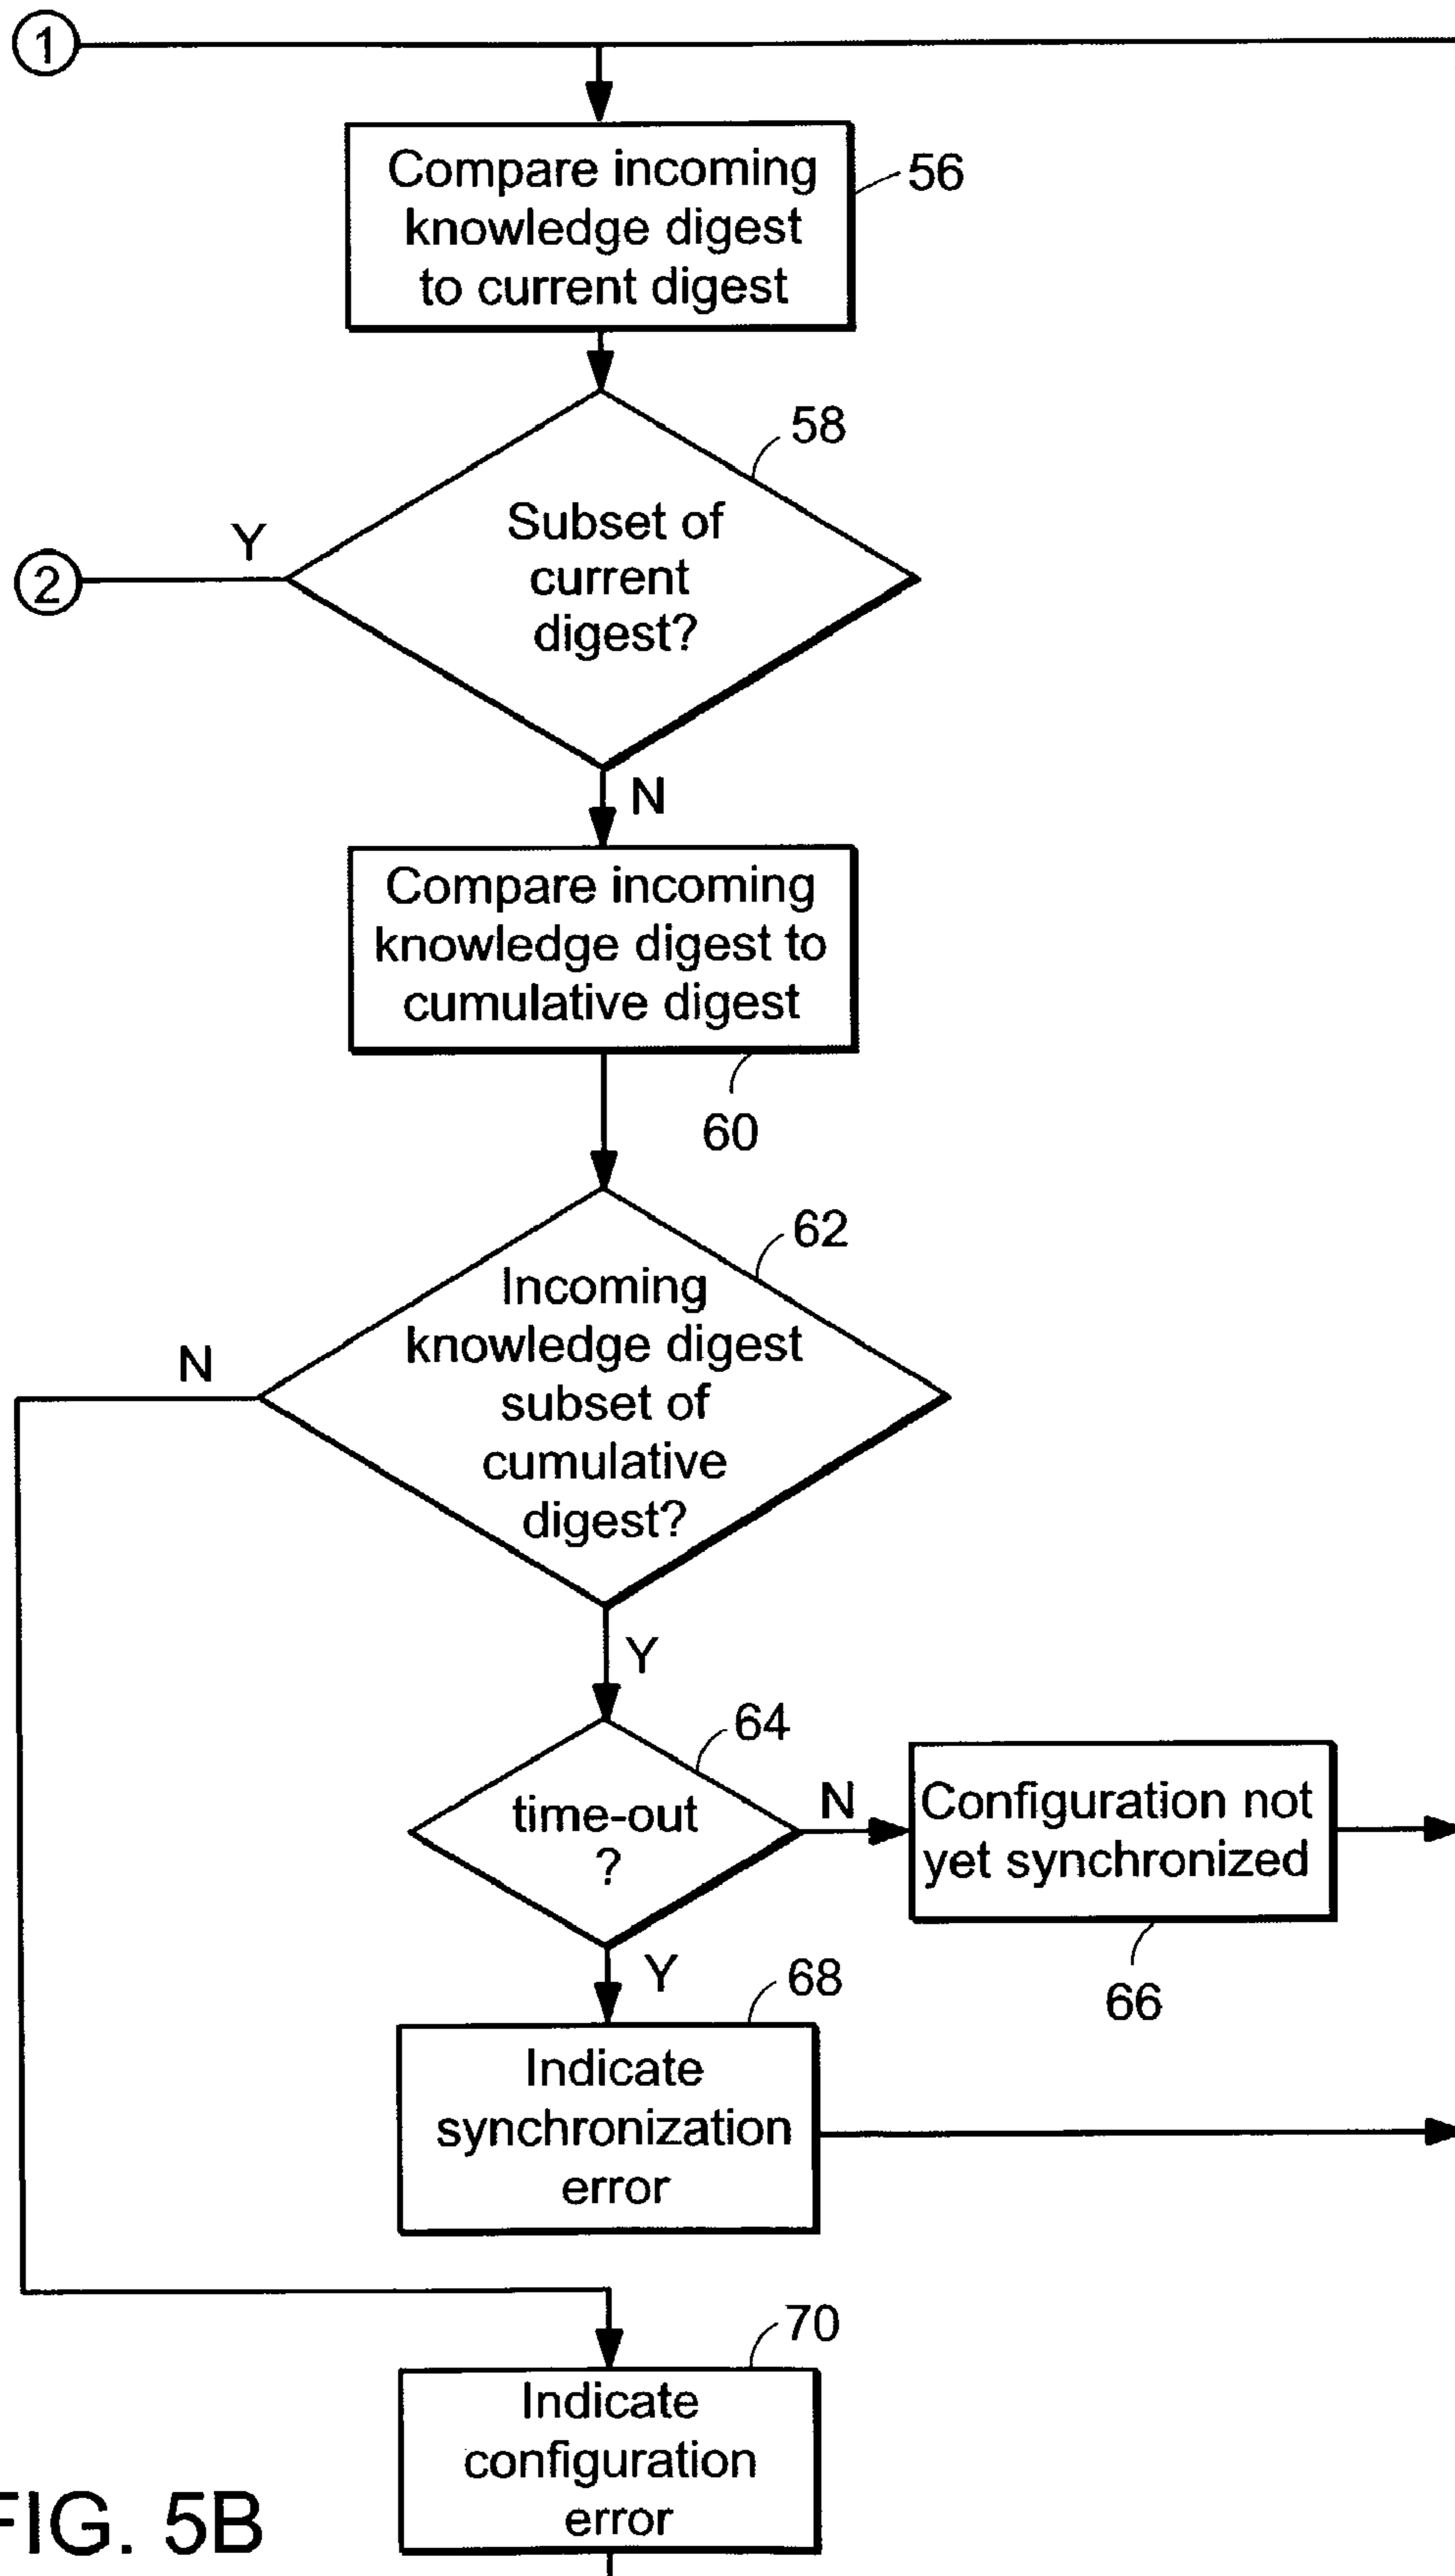 1
Compare incoming
knowledge digest
to current digest
56
58
Subset of
current
digest?
Y
2
N
Compare incoming
knowledge digest to
cumulative digest
60
62
Incoming
knowledge digest
subset of
cumulative
digest?
N
Y
64
time-out
?
N
Configuration not
yet synchronized
66
Y
68
Indicate
synchronization
error
70
Indicate
configuration
error
FIG. 5B